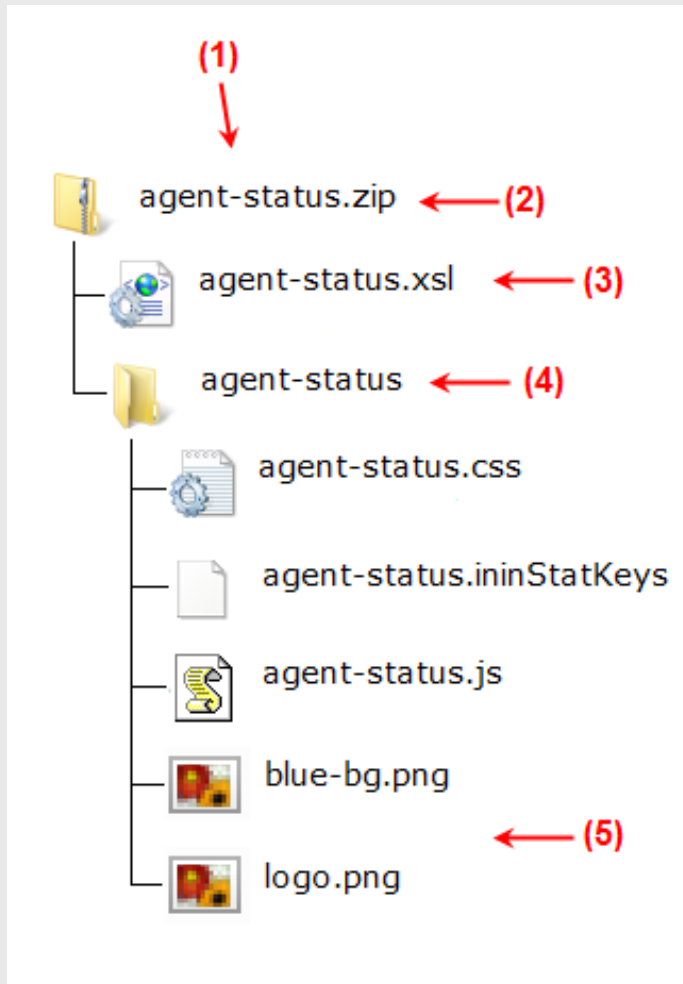 (1)
agent-status.zip (2)
agent-status.xsl (3)
agent-status (4)
agent-status.css
agent-status.ininStatKeys
agent-status.js
blue-bg.png
(5)
logo.png